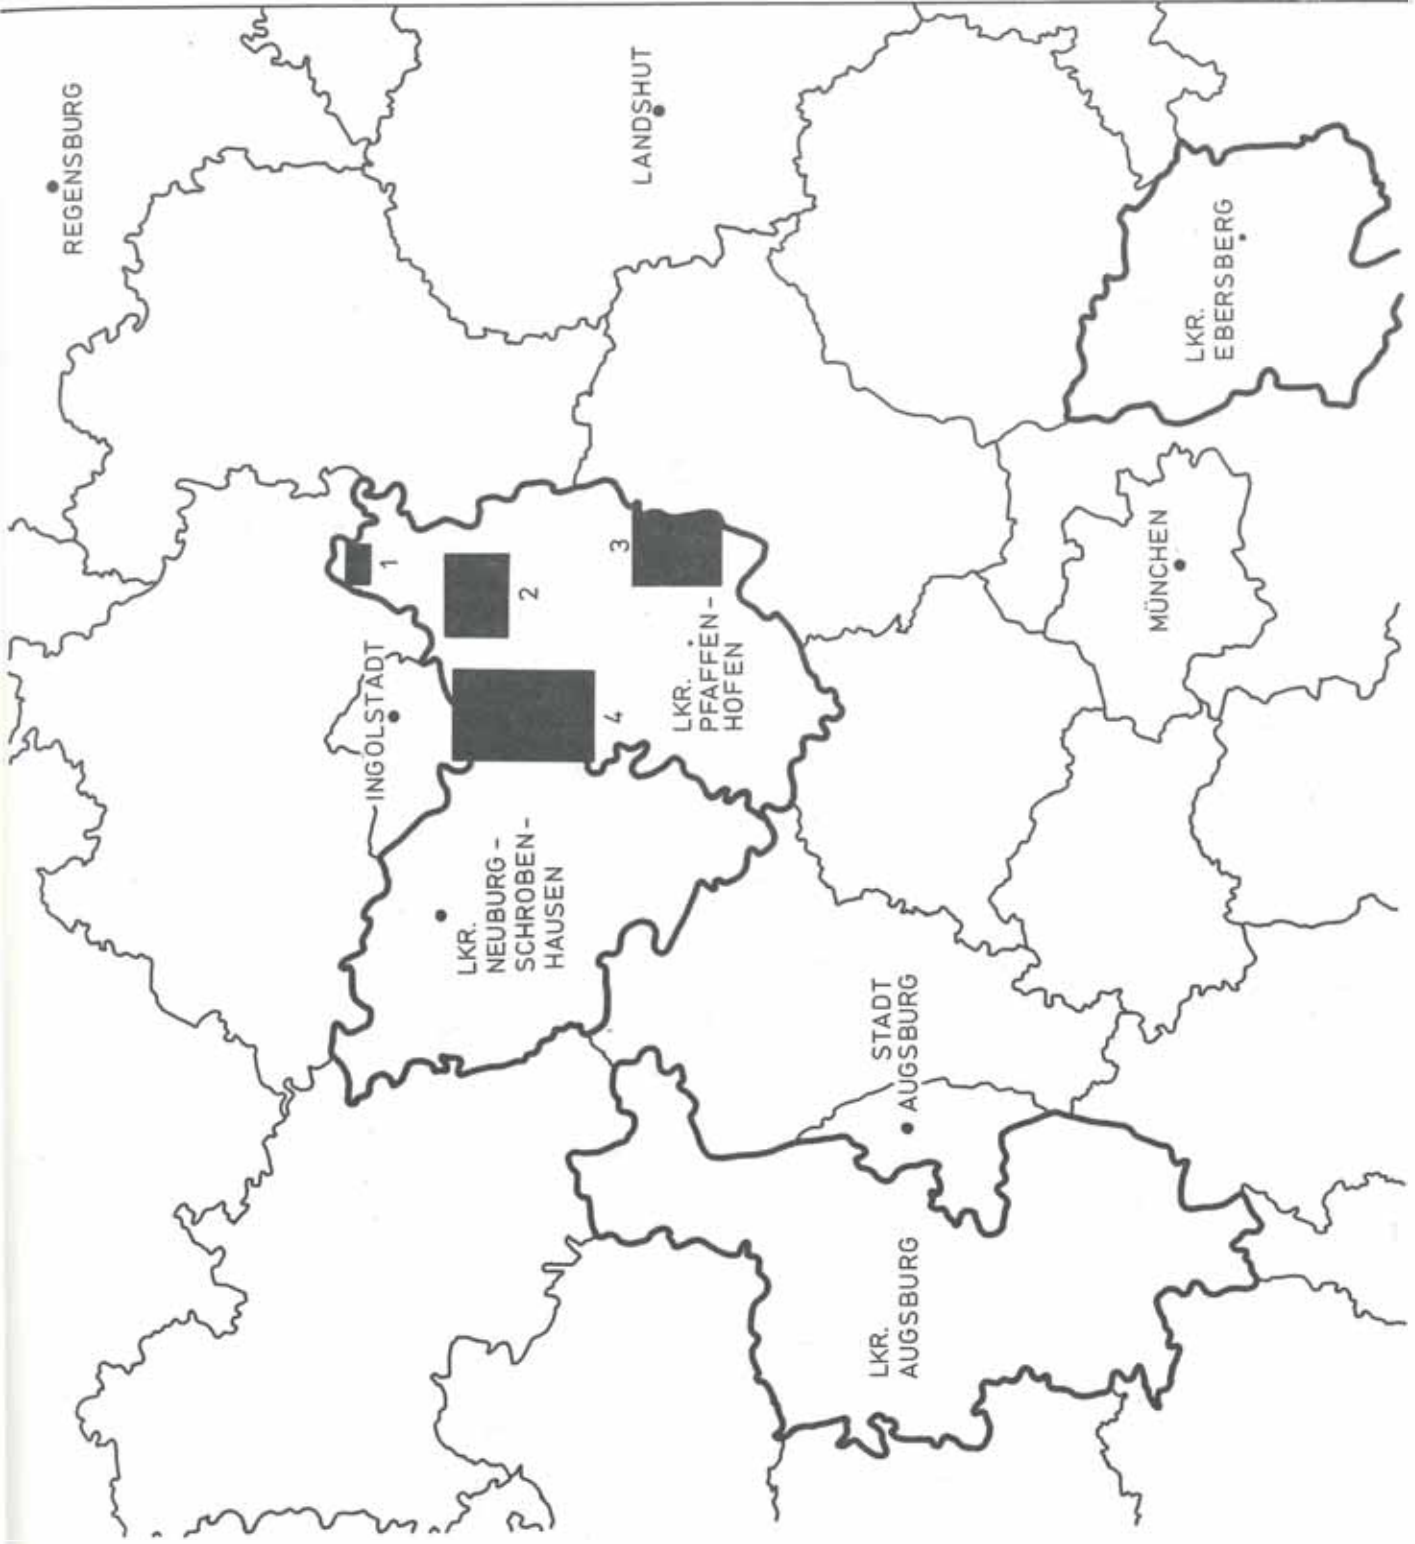 REGENSBURG
LANDSHUT
LKR.
EBERSBERG
INGOLSTADT
1
2
3
4
LKR.
PFAFFEN-
HOFEN
MÜNCHEN
LKR.
NEUBURG-
SCHROBEN-
HAUSEN
STADT
AUGSBURG
LKR.
AUGSBURG